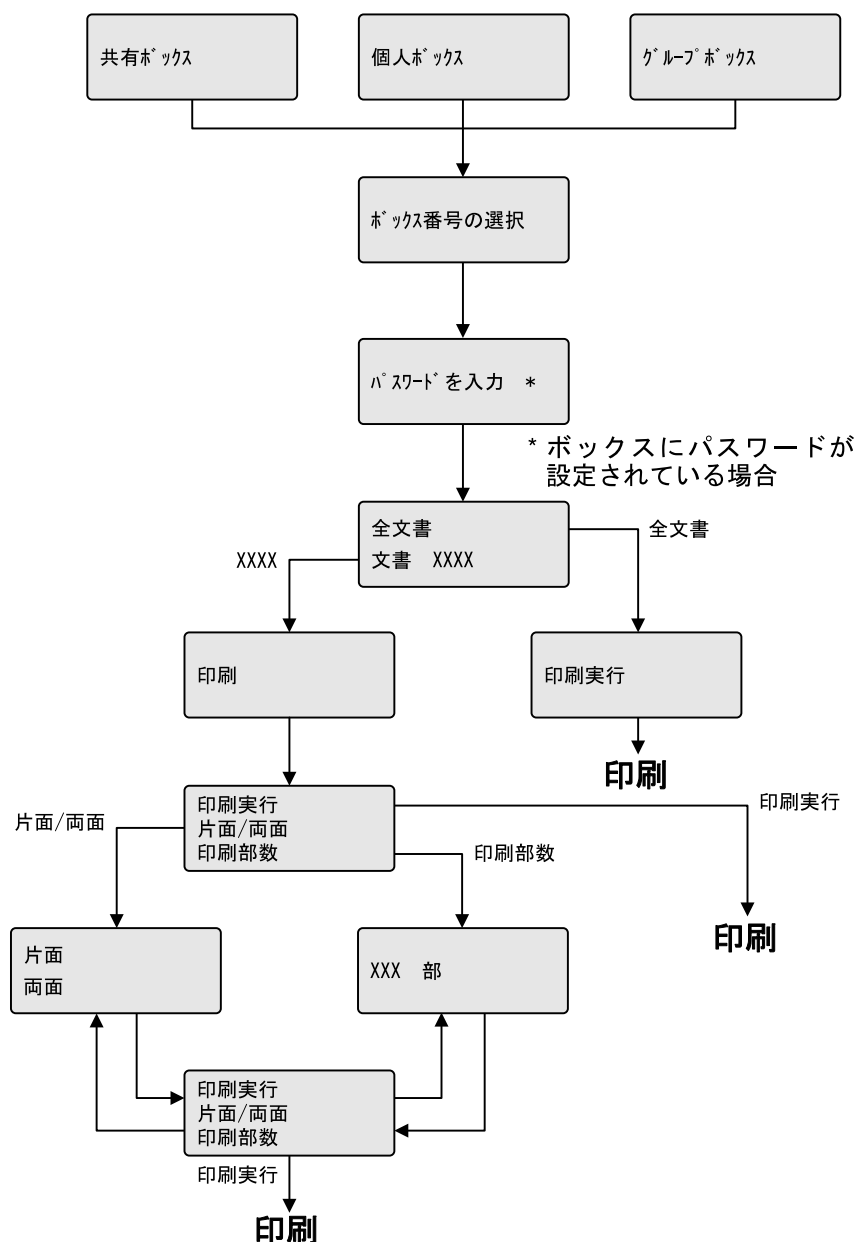 共有ﾎﾞｯｸｽ
個人ﾎﾞｯｸｽ
ｸﾞﾙｰﾌﾟﾎﾞｯｸｽ
ﾎﾞｯｸｽ番号の選択
ﾊﾟｽﾜｰﾄﾞを入力　*
* ボックスにパスワードが
設定されている場合
全文書
文書　XXXX
XXXX
全文書
印刷
印刷実行
印刷
印刷実行
片面/両面
印刷部数
片面/両面
印刷部数
印刷実行
印刷
片面
両面
XXX　部
印刷実行
片面/両面
印刷部数
印刷実行
印刷